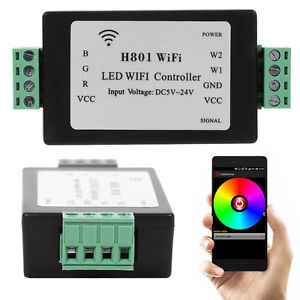 POWER
H801 WiFi
LED WIFI Controller
Input Voltage: DC5V~24V
B
G
R
VCC
W2
W1
GND
VCC
SIGNAL